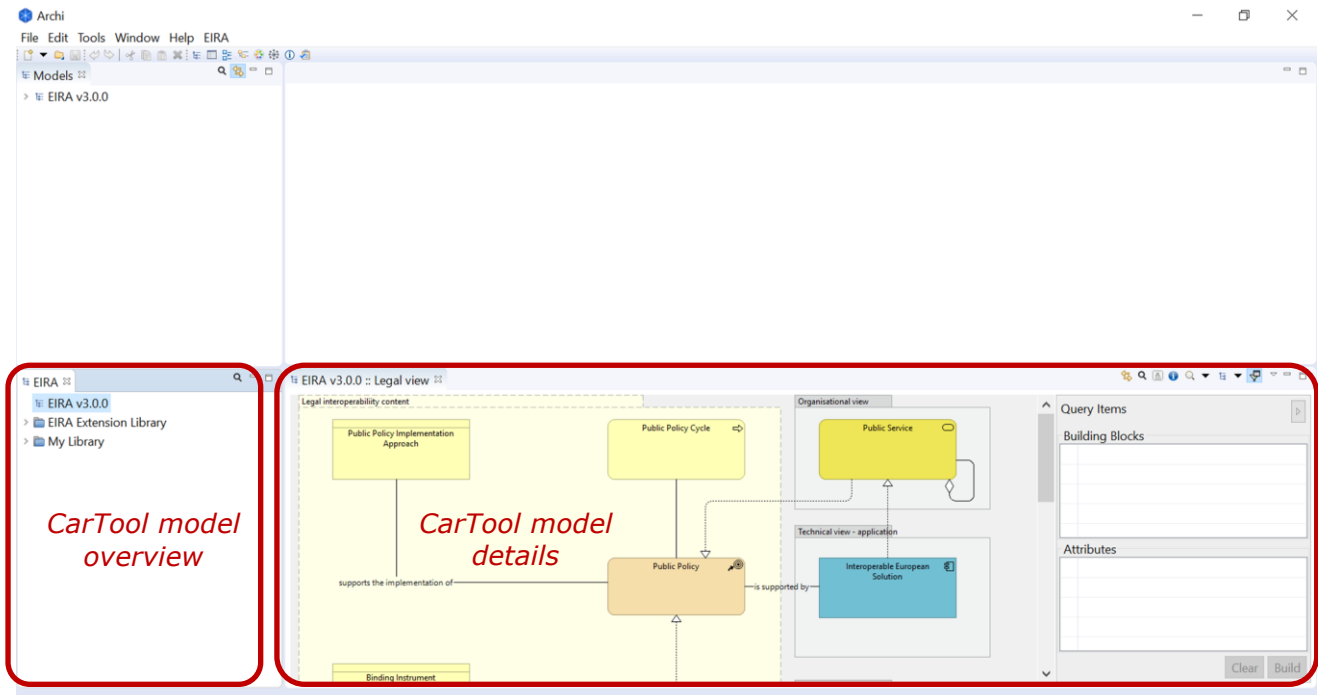 Archi
File Edit Tools Window Help EIRA
Models
EIRA v3.0.0
EIRA
EIRA v3.0.0
EIRA Extension Library
My Library
CarTool model
overview
EIRA v3.0.0 :: Legal view
Legal interoperability content
Public Policy Implementation
Approach
Public Policy Cycle
Organisational view
Public Service
CarTool model
details
Technical view - application
supports the implementation of
Public Policy
is supported by
Interoperable European
Solution
Binding Instrument
Query Items
Building Blocks
Attributes
Clear Build